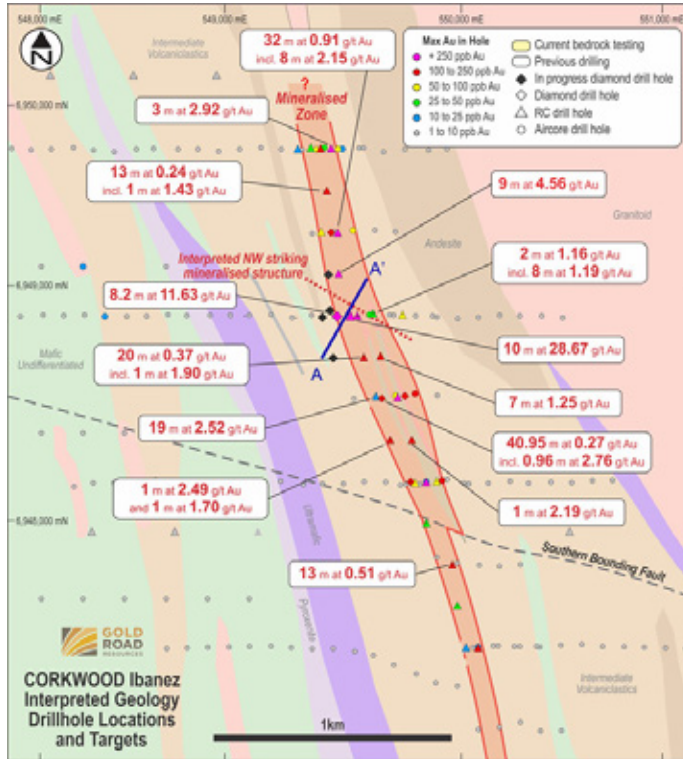 548,000 mE
549,000 mE
550,000 mE
551,000 mE
N
6,950,000 mN
6,949,000 mN
6,948,000 mN
Intermediate
Volcaniclastics
32 m at 0.91 g/t Au
incl. 8 m at 2.15 g/t Au
Max Au in Hole
+ 250 ppb Au
100 to 250 ppb Au
50 to 100 ppb Au
25 to 50 ppb Au
10 to 25 ppb Au
1 to 10 ppb Au
Current bedrock testing
Previous drilling
In progress diamond drill hole
Diamond drill hole
RC drill hole
Aircore drill hole
?
Mineralised
Zone
3 m at 2.92 g/t Au
13 m at 0.24 g/t Au
incl. 1 m at 1.43 g/t Au
9 m at 4.56 g/t Au
Granitoid
Andesite
Interpreted NW striking
mineralised structure
A'
2 m at 1.16 g/t Au
incl. 8 m at 1.19 g/t Au
8.2 m at 11.63 g/t Au
Mafic
Undifferentiated
10 m at 28.67 g/t Au
20 m at 0.37 g/t Au
incl. 1 m at 1.90 g/t Au
A
7 m at 1.25 g/t Au
19 m at 2.52 g/t Au
40.95 m at 0.27 g/t Au
incl. 0.96 m at 2.76 g/t Au
1 m at 2.49 g/t Au
and 1 m at 1.70 g/t Au
1 m at 2.19 g/t Au
Ultramafic
Southern Bounding Fault
13 m at 0.51 g/t Au
Pyroxenite
GOLD
ROAD
RESOURCES
CORKWOOD Ibanez
Interpreted Geology
Drillhole Locations
and Targets
Intermediate
Volcaniclastics
1km